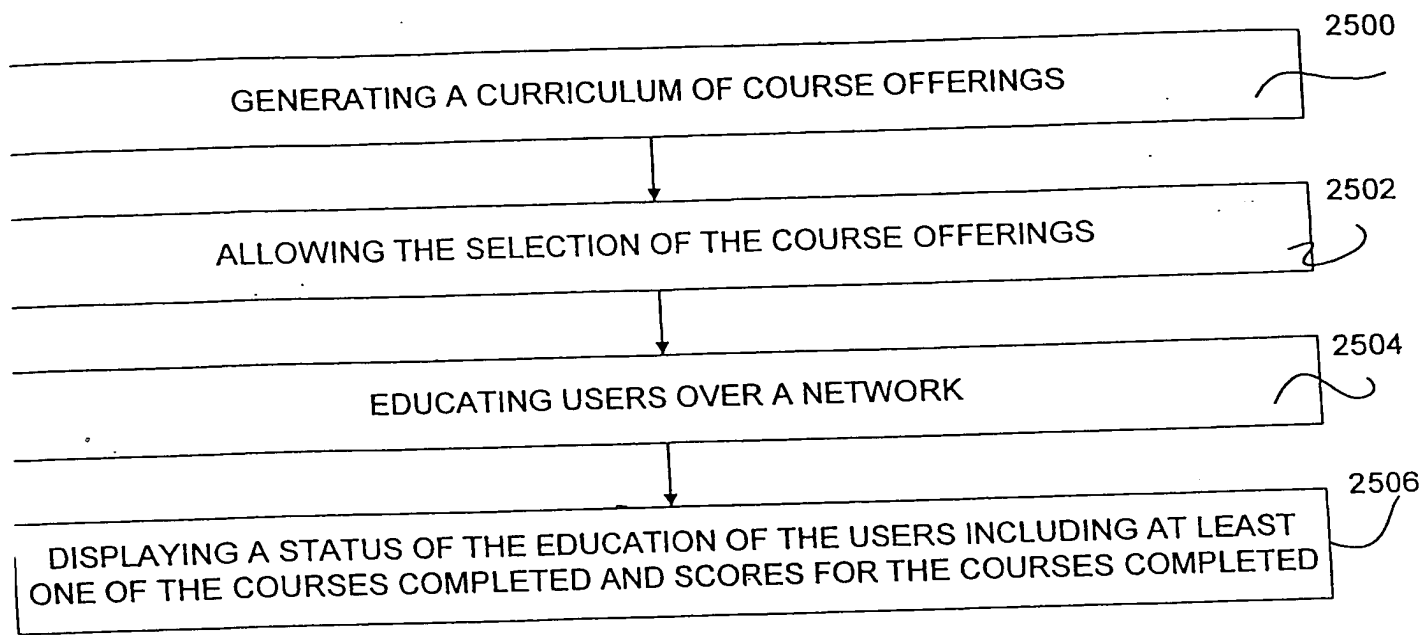 2500
GENERATING A CURRICULUM OF COURSE OFFERINGS
2502
ALLOWING THE SELECTION OF THE COURSE OFFERINGS
2504
EDUCATING USERS OVER A NETWORK
2506
DISPLAYING A STATUS OF THE EDUCATION OF THE USERS INCLUDING AT LEAST
ONE OF THE COURSES COMPLETED AND SCORES FOR THE COURSES COMPLETED